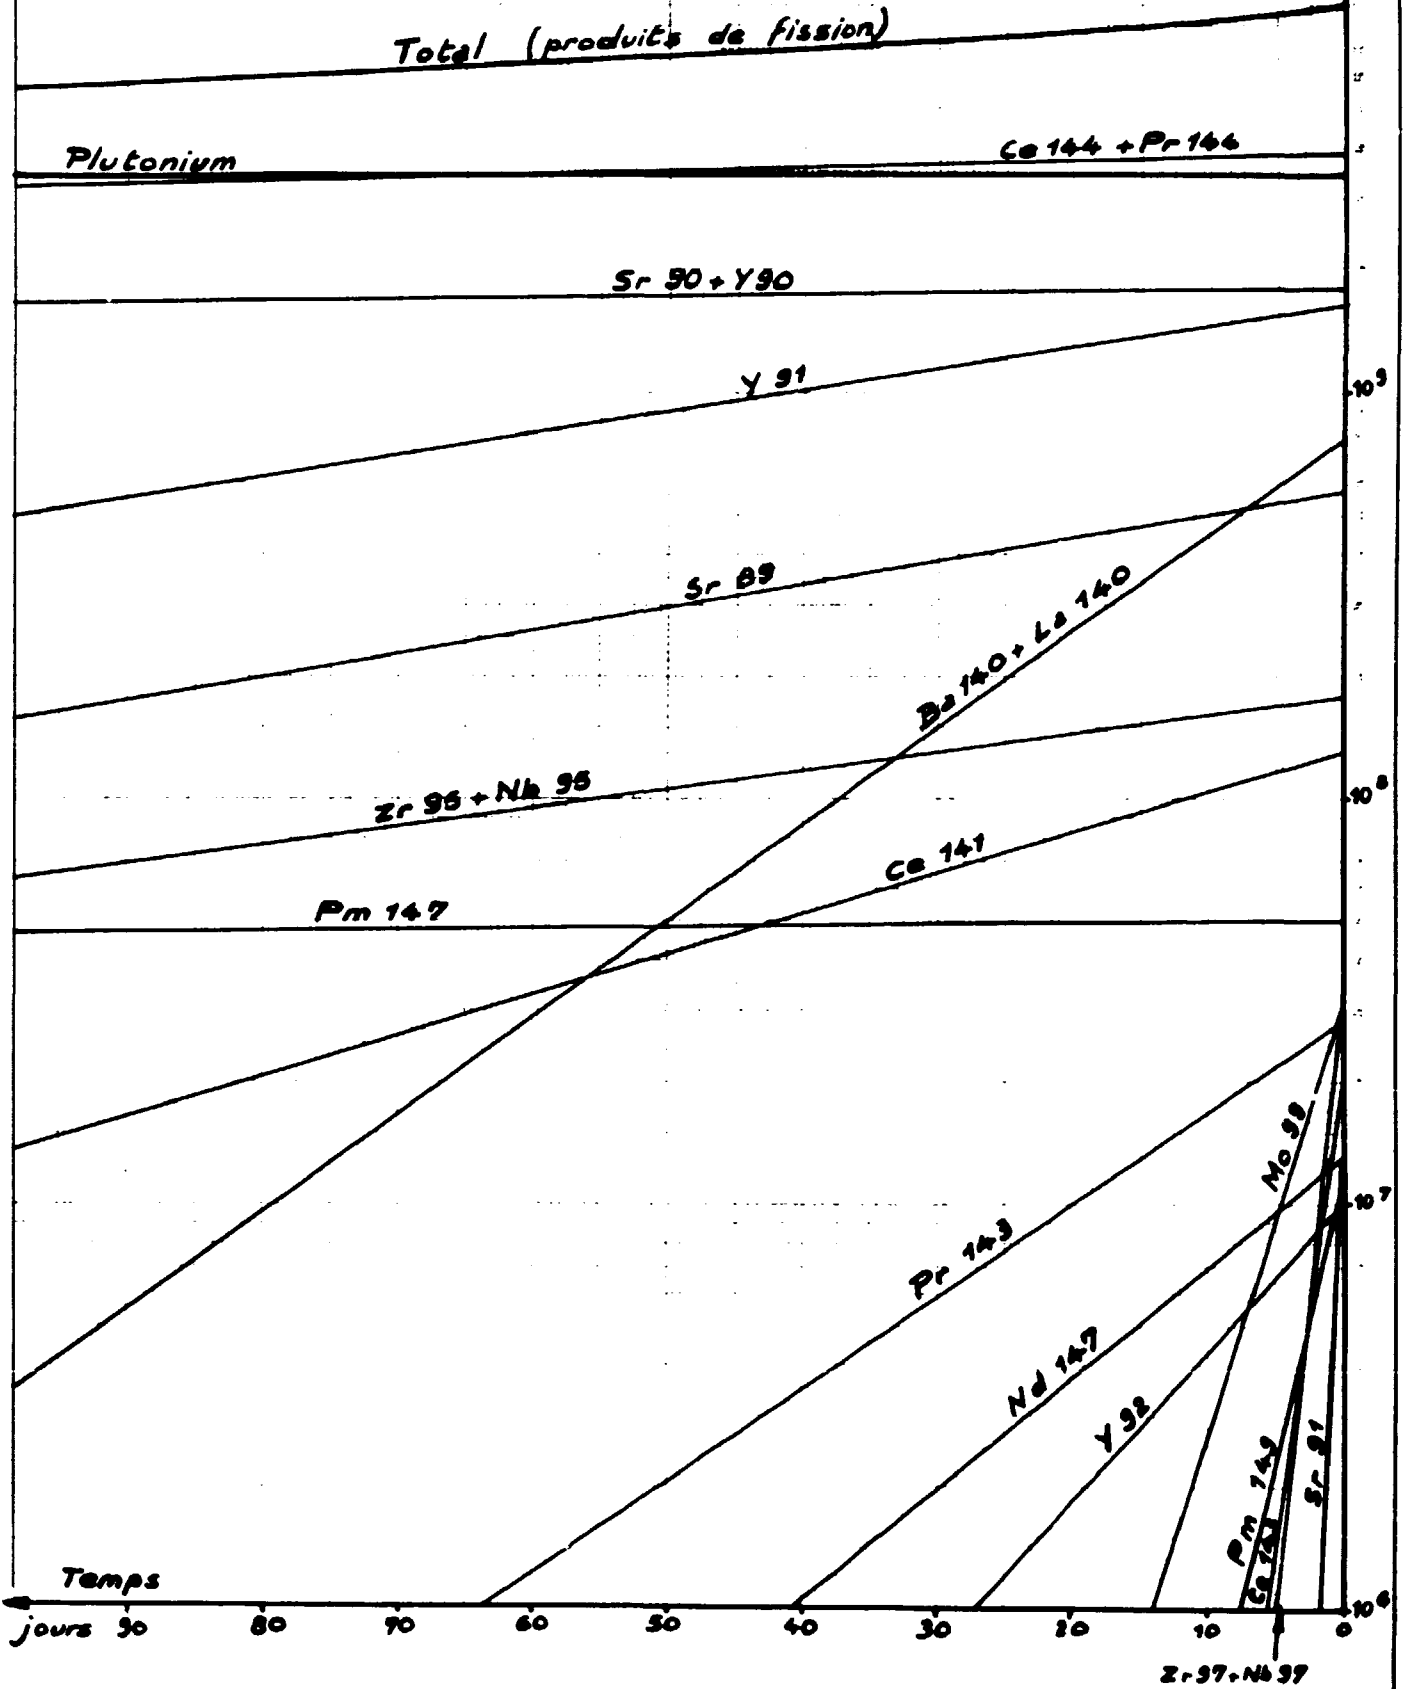 Total (produits de fission)
Plutonium
Ce 144 + Pr 144
Sr 90 + Y 90
Y 91
10⁹
Sr 89
Ba 140 + La 140
Zr 95 + Nb 95
10⁸
Ce 141
Pm 147
Mo 99
10⁷
Pr 143
Nd 147
Y 92
Pm 149
Ce 143
Sr 91
Temps
10⁶
jours 90 80 70 60 50 40 30 20 10 0
Zr 97 + Nb 97